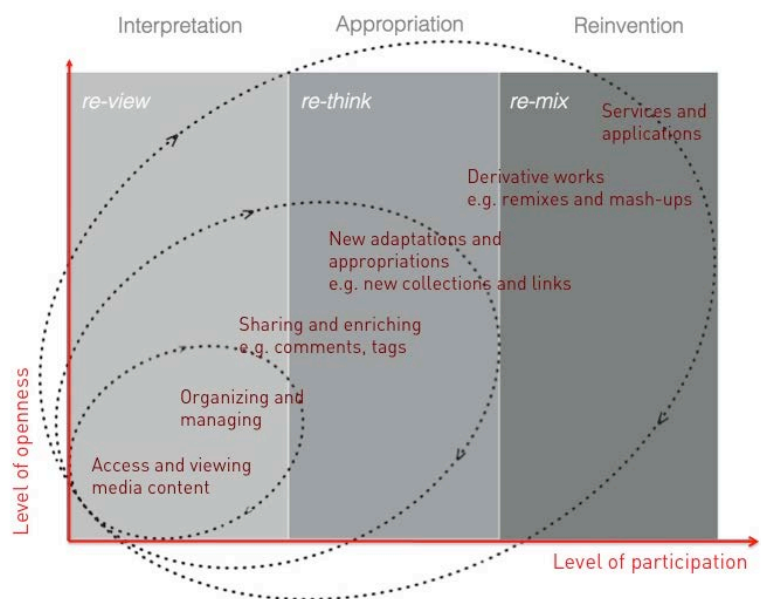 Interpretation
Appropriation
Reinvention
re-view
re-think
re-mix
Services and
applications
Derivative works
e.g. remixes and mash-ups
New adaptations and
appropriations
e.g. new collections and links
Sharing and enriching
e.g. comments, tags
Organizing and
managing
Access and viewing
media content
Level of openness
Level of participation